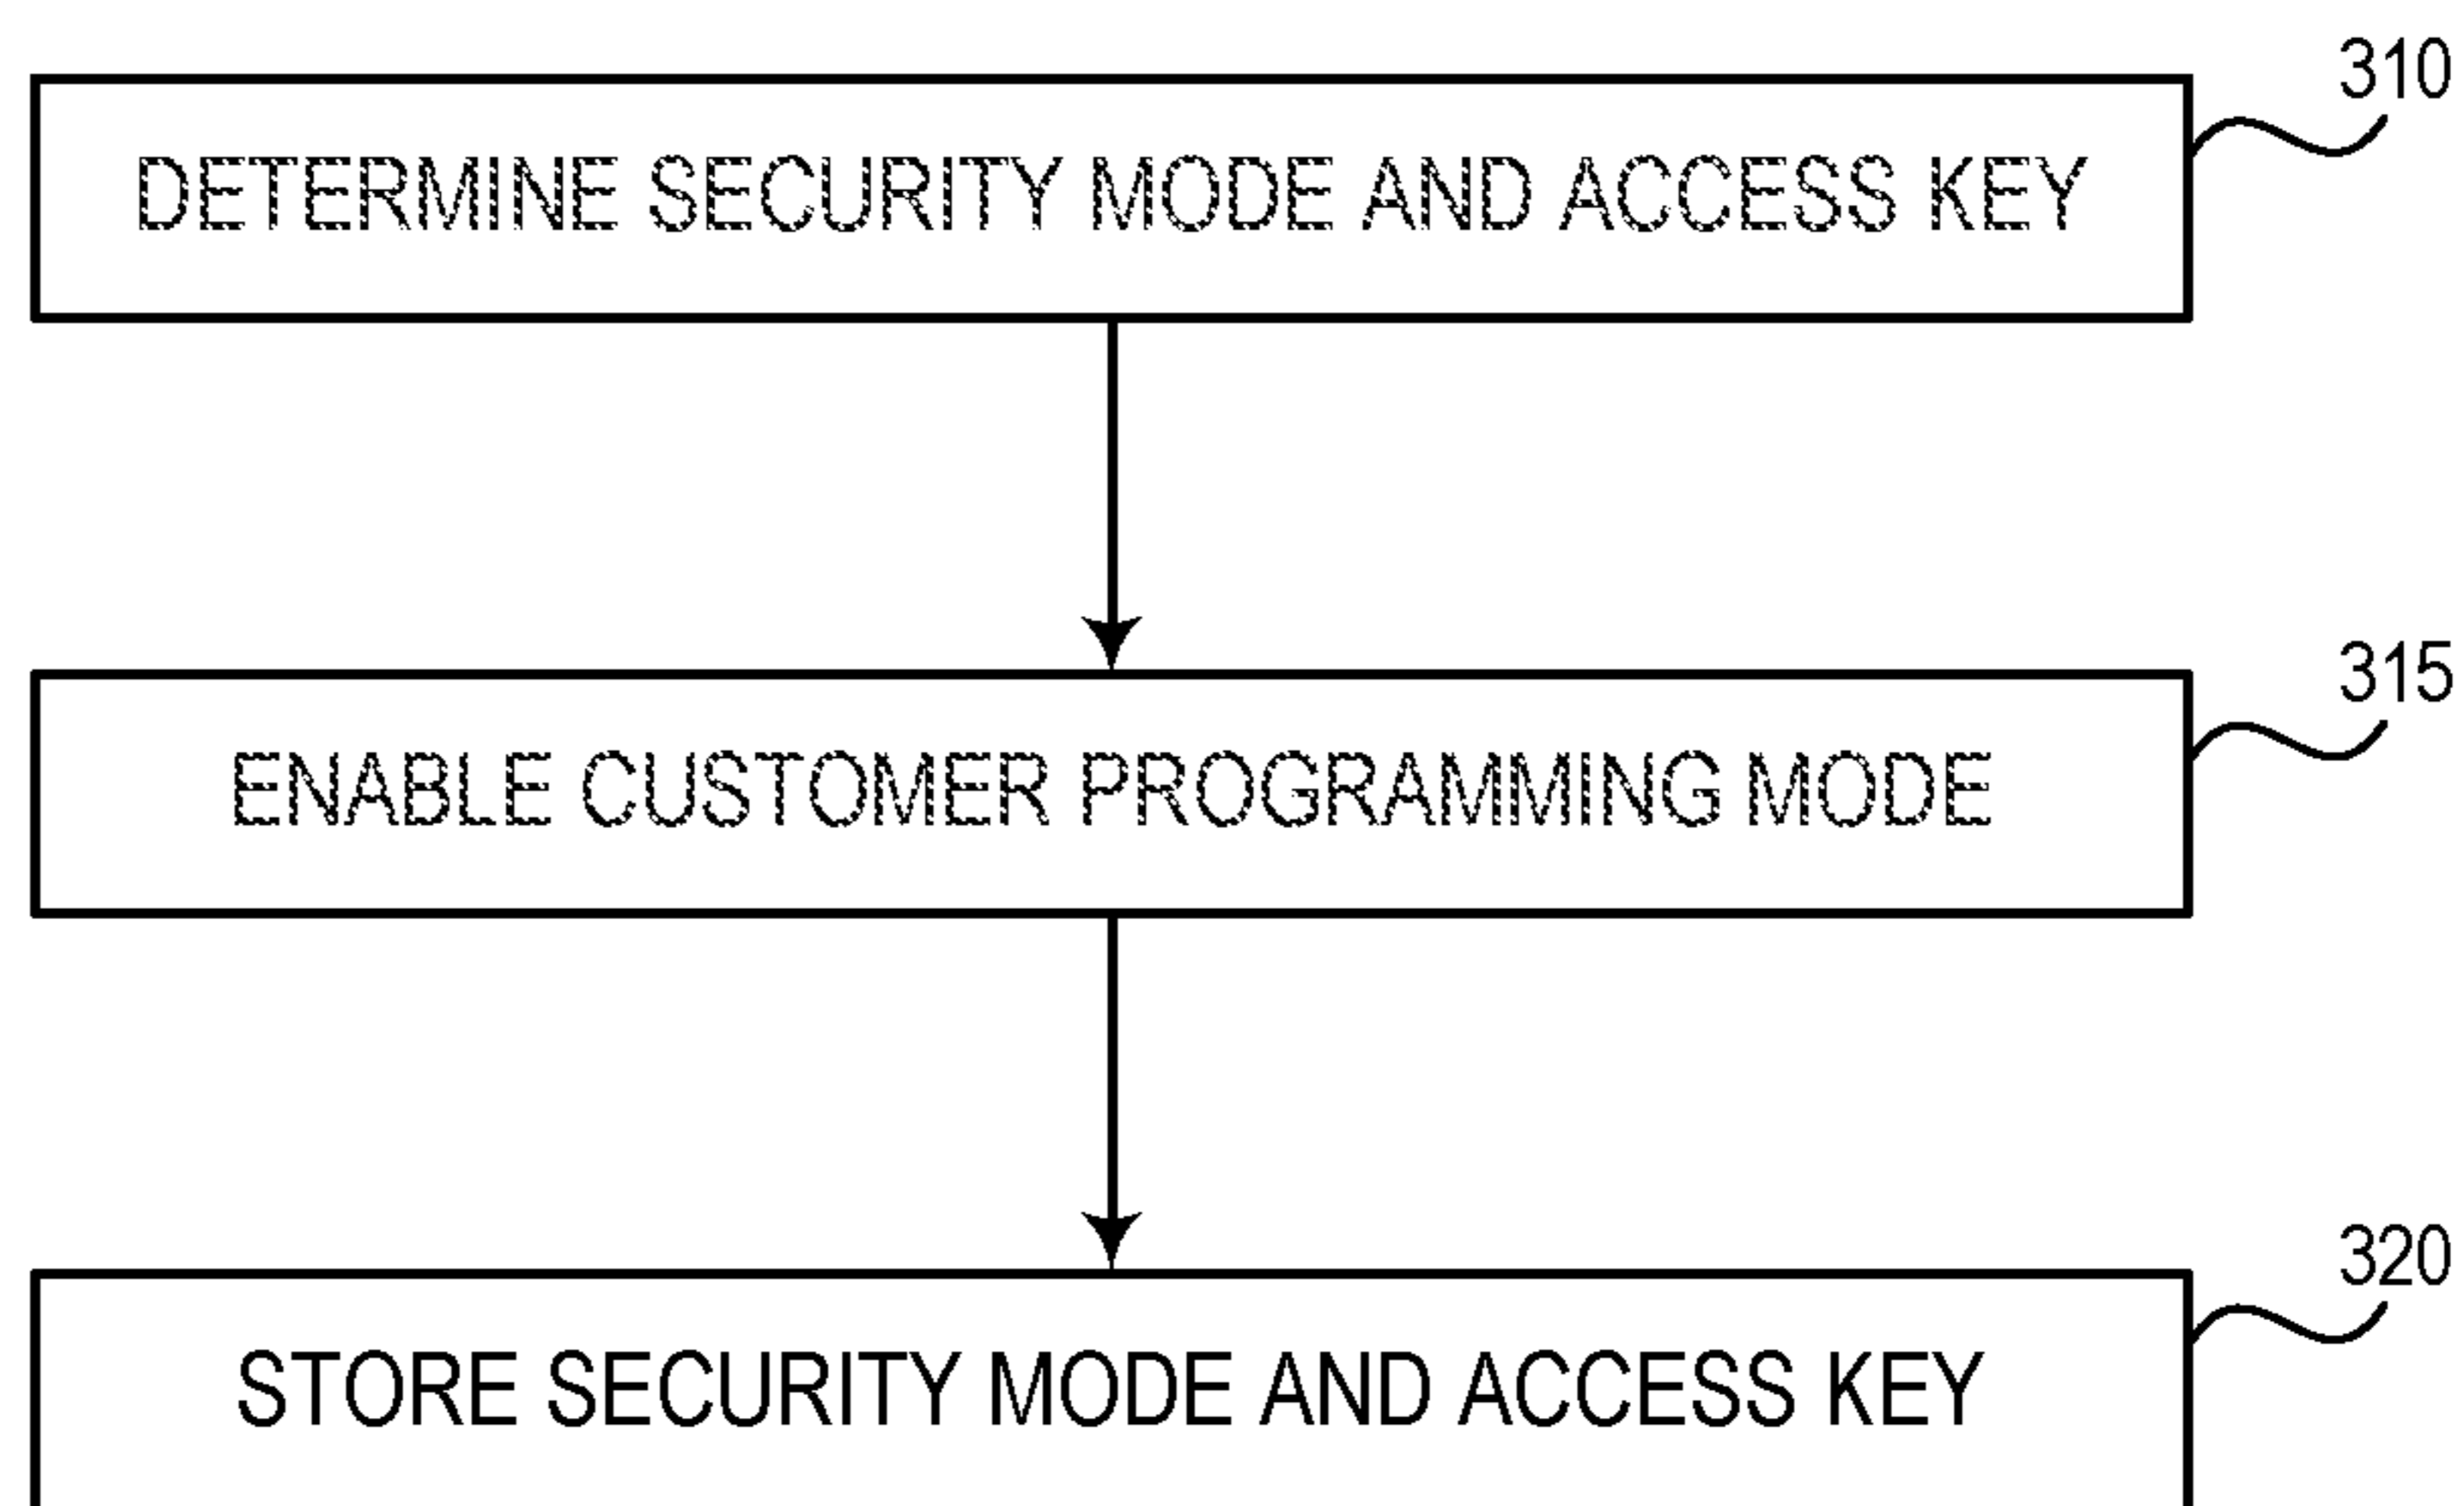 310
DETERMINE SECURITY MODE AND ACCESS KEY
315
ENABLE CUSTOMER PROGRAMMING MODE
320
STORE SECURITY MODE AND ACCESS KEY